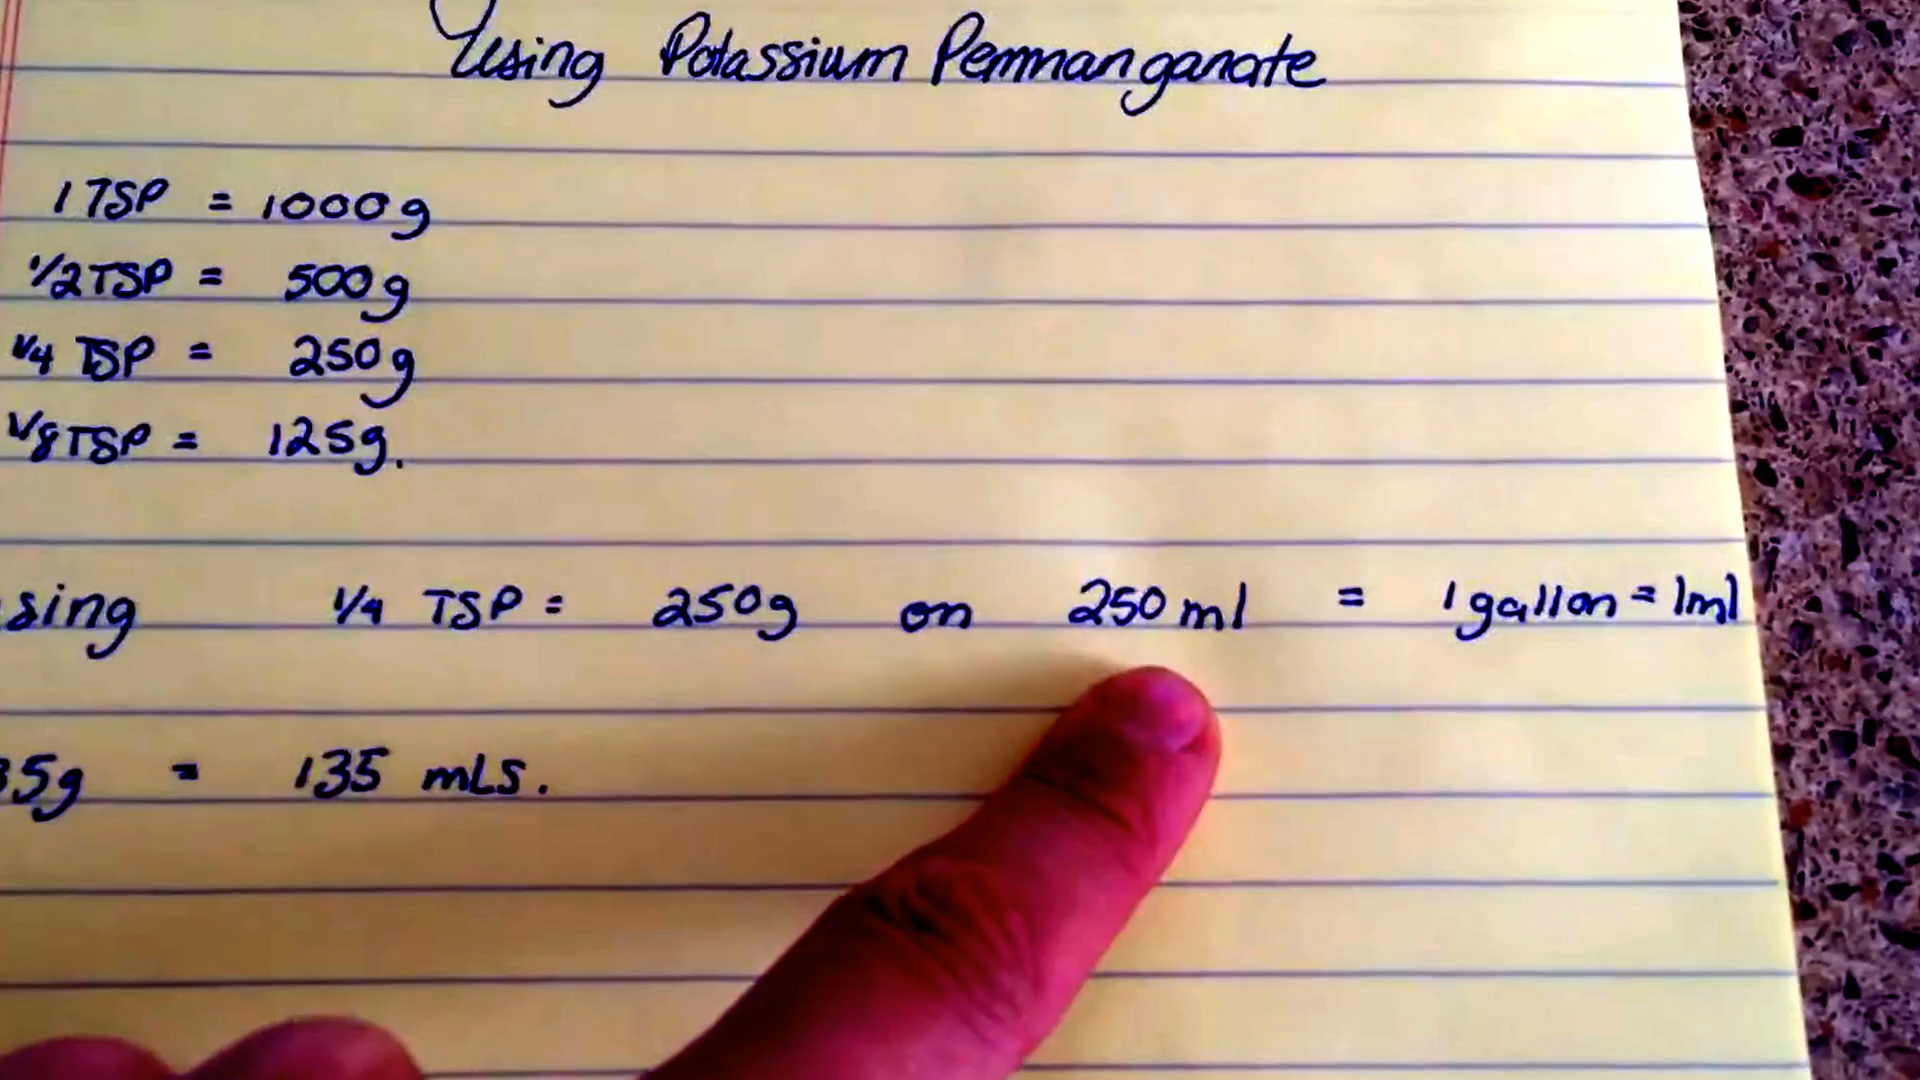 Using Potassium Permanganate
1 TSP = 1000g
1/2 TSP = 500g
1/4 TSP = 250g
1/8 TSP = 125g.
sing 1/4 TSP = 250g on 250 ml = 1 gallon = 1ml
35g = 135 mLS.